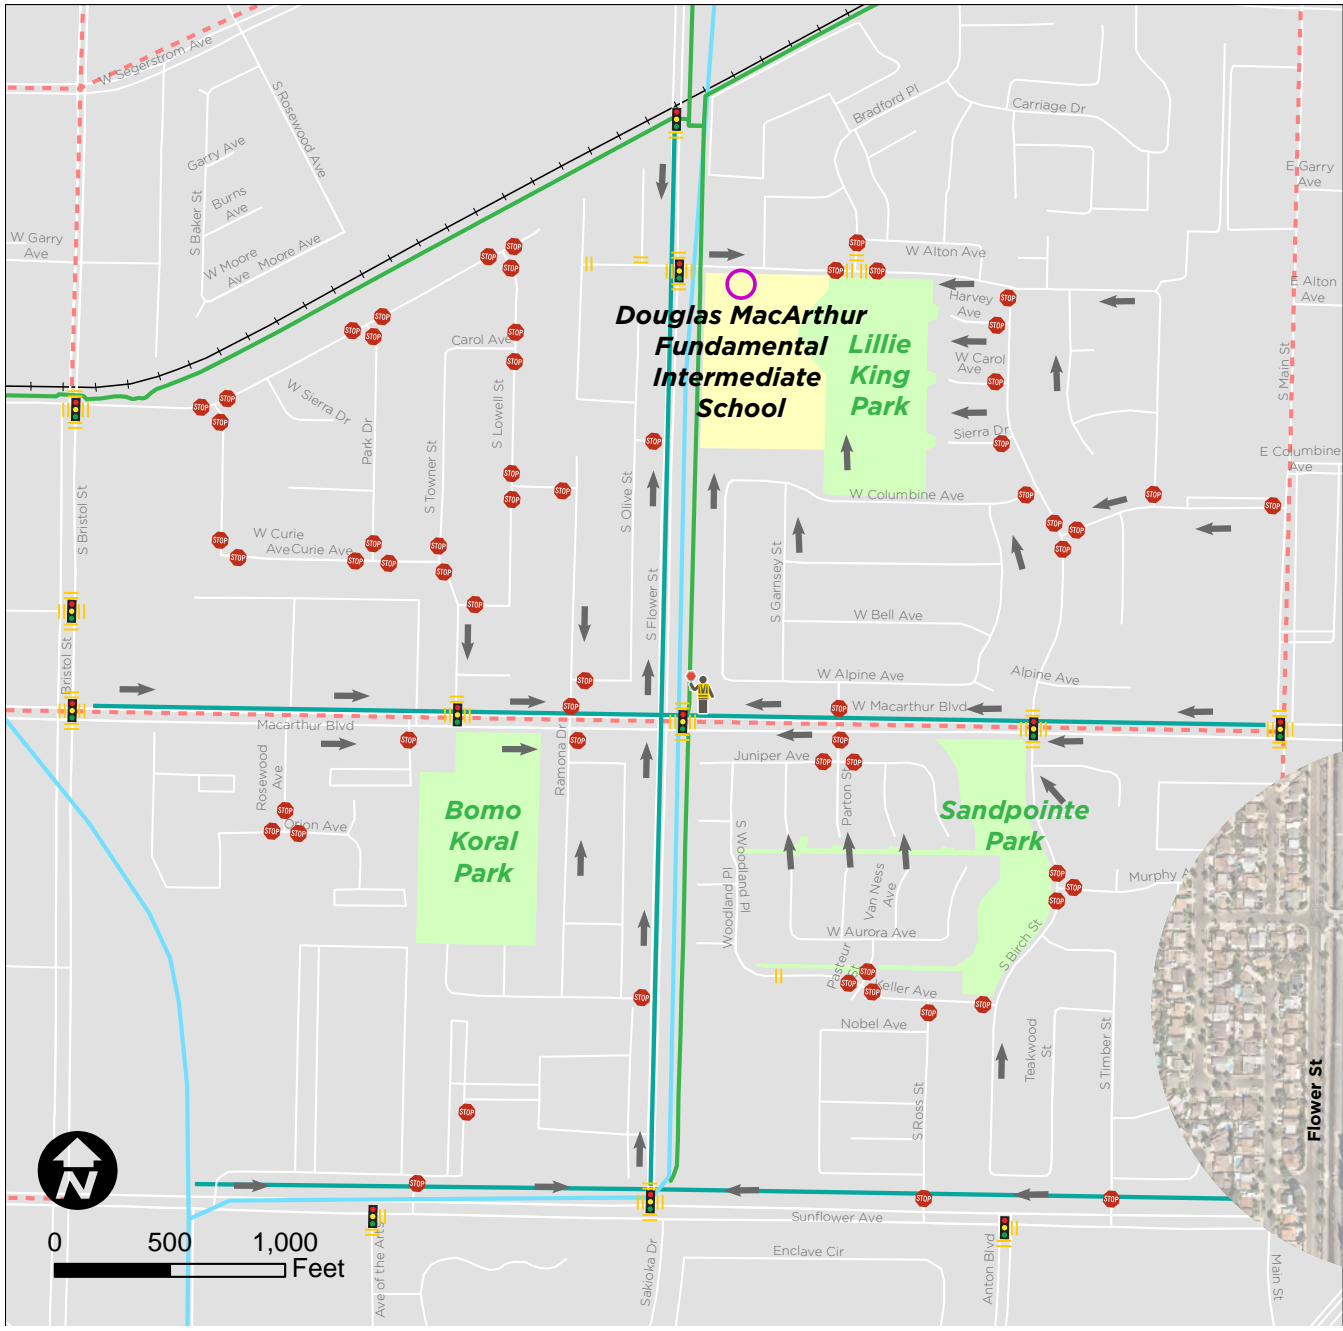 W Segerstrom Ave
S Rosewood Ave
Bradford Pl
Carriage Dr
Garry Ave
E Garry
Ave
S Baker St
Burns
Ave
W Garry
Ave
W Moore
Ave
Moore Ave
STOP
W Alton Ave
E Alton
Ave
Harvey
Ave
Douglas MacArthur
Fundamental
Intermediate
School
Lillie
King
Park
Carol Ave
W Carol
Ave
S Main St
W Sierra Dr
S Lowell St
Park Dr
Sierra Dr
S Towner St
E Columbine
Ave
S Olive St
W Columbine Ave
S Bristol St
W Curie
Ave
Curie Ave
S Flower St
S Garnsey St
W Bell Ave
Bristol St
W Alpine Ave
Alpine Ave
W Macarthur Blvd
Macarthur Blvd
Ramona Dr
Juniper Ave
Rosewood
Ave
Parton St
Bomo
Koral
Park
Sandpointe
Park
Orion Ave
S Woodland Pl
Woodland Pl
Van Ness
Ave
Murphy A
W Aurora Ave
S Birch St
Pasteur
St
Keller Ave
Nobel Ave
Teakwood
St
S Timber St
S Ross St
Flower St
N
0 500 1,000
Feet
Sunflower Ave
Ave of the Arts
Sakioka Dr
Enclave Cir
Anton Blvd
Main St